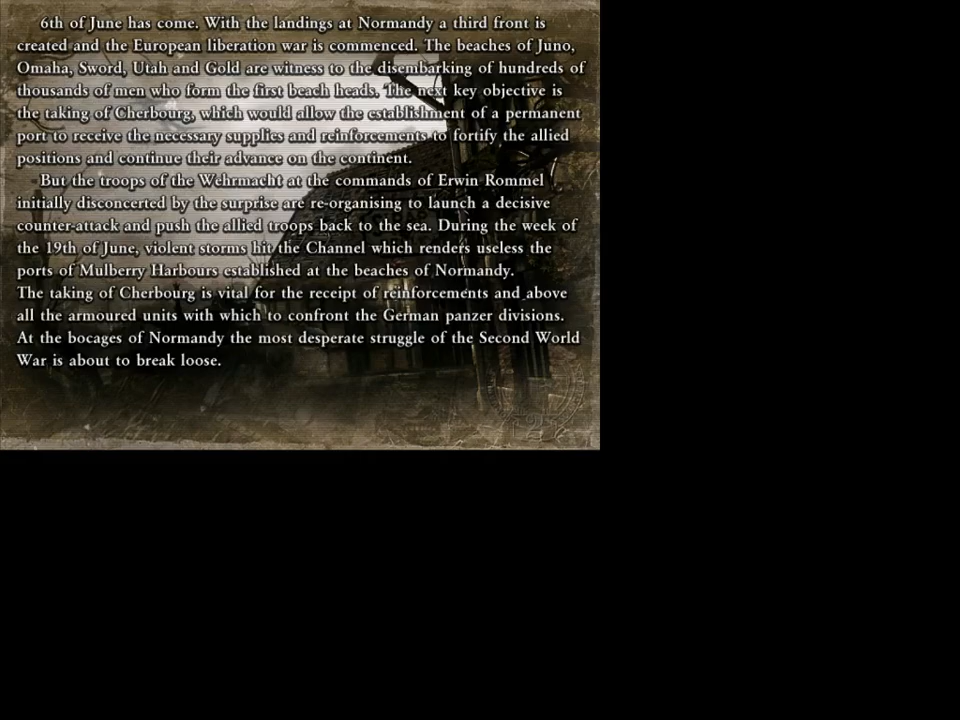 6th of June has come. With the landings at Normandy a third front is
created and the European liberation war is commenced. The beaches of Juno,
Omaha, Sword, Utah and Gold are witness to the disembarking of hundreds of
thousands of men who form the first beach heads. The next key objective is
the taking of Cherbourg, which would allow the establishment of a permanent
port to receive the necessary supplies and reinforcements to fortify the allied
positions and continue their advance on the continent.
But the troops of the Wehrmacht at the commands of Erwin Rommel
initially disconcerted by the surprise are re-organising to launch a decisive
counter-attack and push the allied troops back to the sea. During the week of
the 19th of June, violent storms hit the Channel which renders useless the
ports of Mulberry Harbours established at the beaches of Normandy.
The taking of Cherbourg is vital for the receipt of reinforcements and above
all the armoured units with which to confront the German panzer divisions.
At the bocages of Normandy the most desperate struggle of the Second World
War is about to break loose.